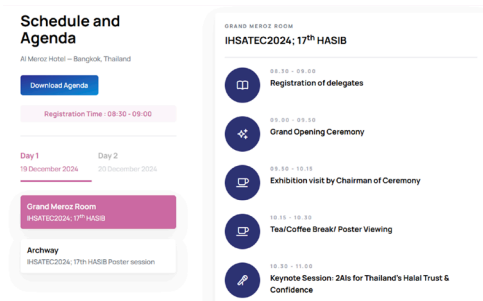 Schedule and
Agenda
Al Meroz Hotel – Bangkok, Thailand
Download Agenda
Registration Time : 08:30 - 09:00
Day 1
19 December 2024
Day 2
20 December 2024
Grand Meroz Room
IHSATEC2024; 17th HASIB
Archway
IHSATEC2024; 17th HASIB Poster session
GRAND MEROZ ROOM
IHSATEC2024; 17th HASIB
08.30 - 09.00
Registration of delegates
09.00 - 09.50
Grand Opening Ceremony
09.50 - 10.15
Exhibition visit by Chairman of Ceremony
10.15 - 10.30
Tea/Coffee Break/ Poster Viewing
10.30 - 11.00
Keynote Session: 2AIs for Thailand's Halal Trust &
Confidence